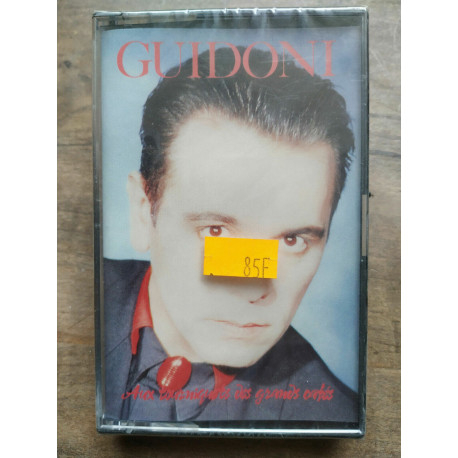 GUIDONI
85F
Aux tourniquets des grands cafés